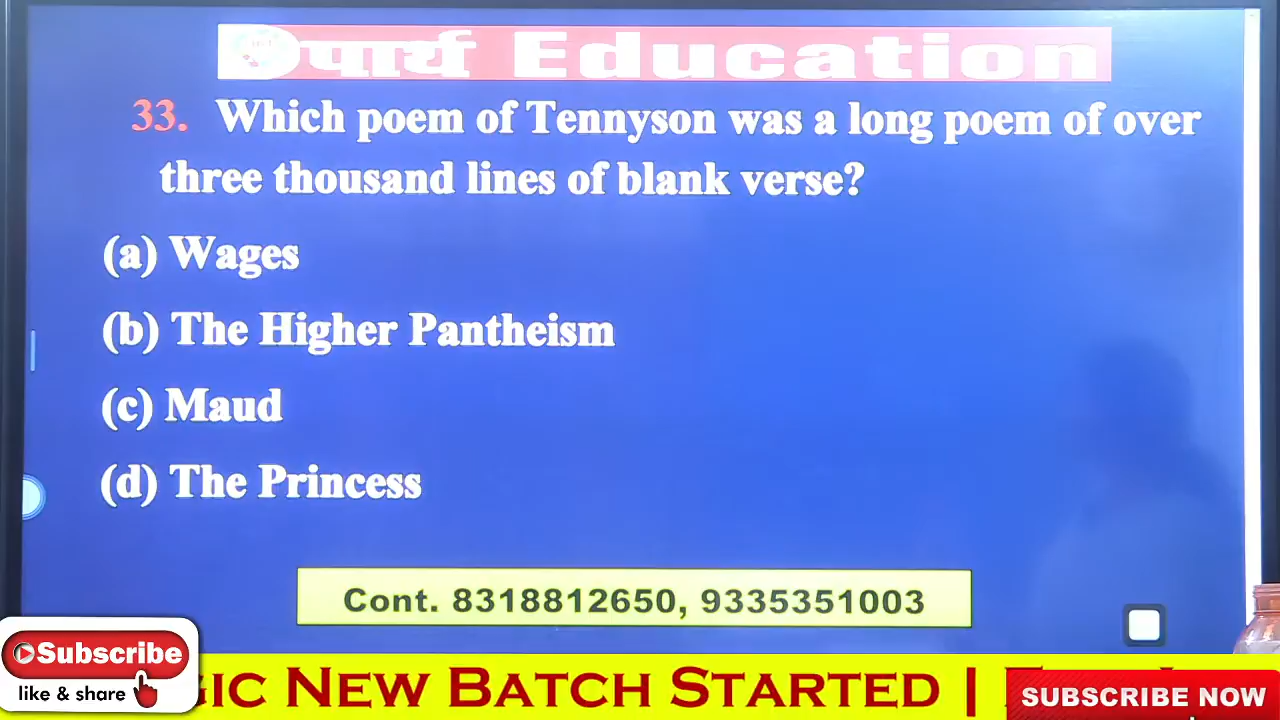 पार्य Education
33. Which poem of Tennyson was a long poem of over
three thousand lines of blank verse?
(a) Wages
(b) The Higher Pantheism
(c) Maud
(d) The Princess
Cont. 8318812650, 9335351003
Subscribe
like & share
GIC NEW BATCH STARTED |
SUBSCRIBE NOW